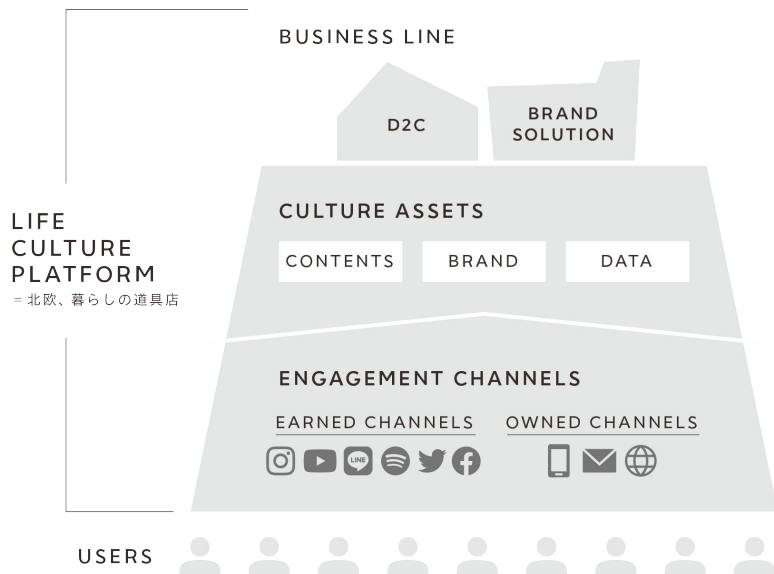 BUSINESS LINE
D2C
BRAND
SOLUTION
LIFE
CULTURE
PLATFORM
= 北欧、暮らしの道具店
CULTURE ASSETS
CONTENTS
BRAND
DATA
ENGAGEMENT CHANNELS
EARNED CHANNELS
OWNED CHANNELS
LINE
USERS